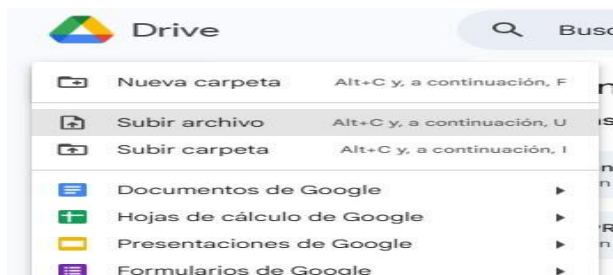 Drive
Nueva carpeta Alt+C y, a continuación, F
Subir archivo Alt+C y, a continuación, U
Subir carpeta Alt+C y, a continuación, I
Documentos de Google
Hojas de cálculo de Google
Presentaciones de Google
Formularios de Google